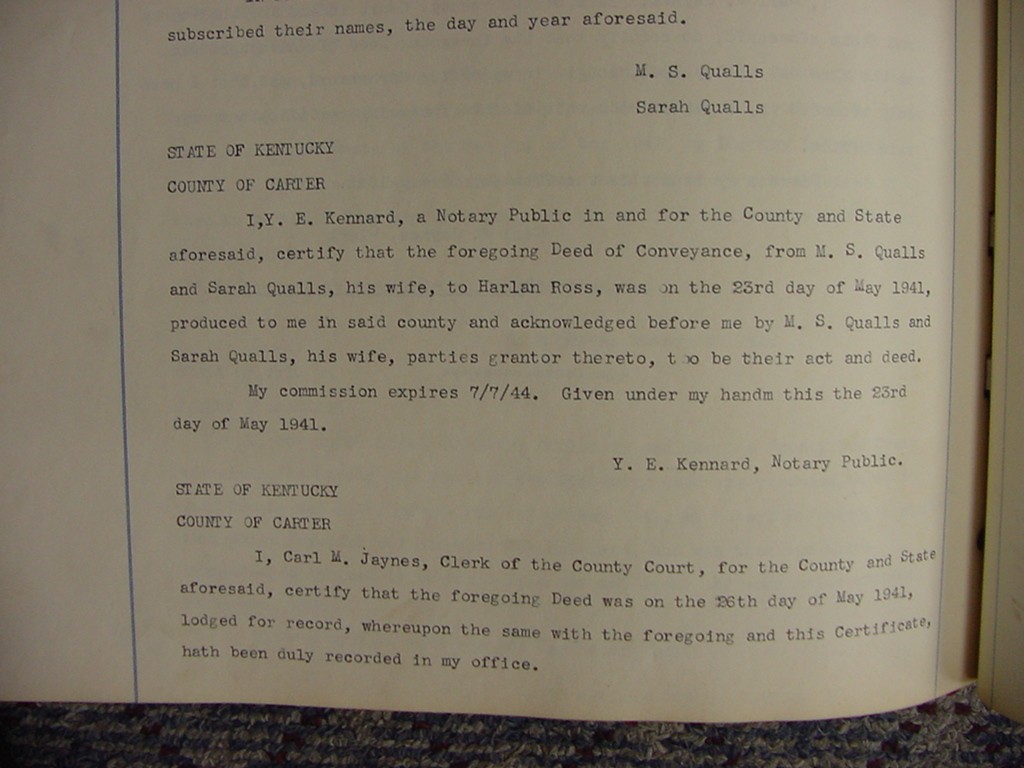 subscribed their names, the day and year aforesaid.
M. S. Qualls
Sarah Qualls
STATE OF KENTUCKY
COUNTY OF CARTER
I,Y. E. Kennard, a Notary Public in and for the County and State
aforesaid, certify that the foregoing Deed of Conveyance, from M. S. Qualls
and Sarah Qualls, his wife, to Harlan Ross, was on the 23rd day of May 1941,
produced to me in said county and acknowledged before me by M. S. Qualls and
Sarah Qualls, his wife, parties grantor thereto, too be their act and deed.
My commission expires 7/7/44. Given under my handm this the 23rd
day of May 1941.
Y. E. Kennard, Notary Public.
STATE OF KENTUCKY
COUNTY OF CARTER
I, Carl M. Jaynes, Clerk of the County Court, for the County and State
aforesaid, certify that the foregoing Deed was on the 26th day of May 1941,
lodged for record, whereupon the same with the foregoing and this Certificate,
hath been duly recorded in my office.